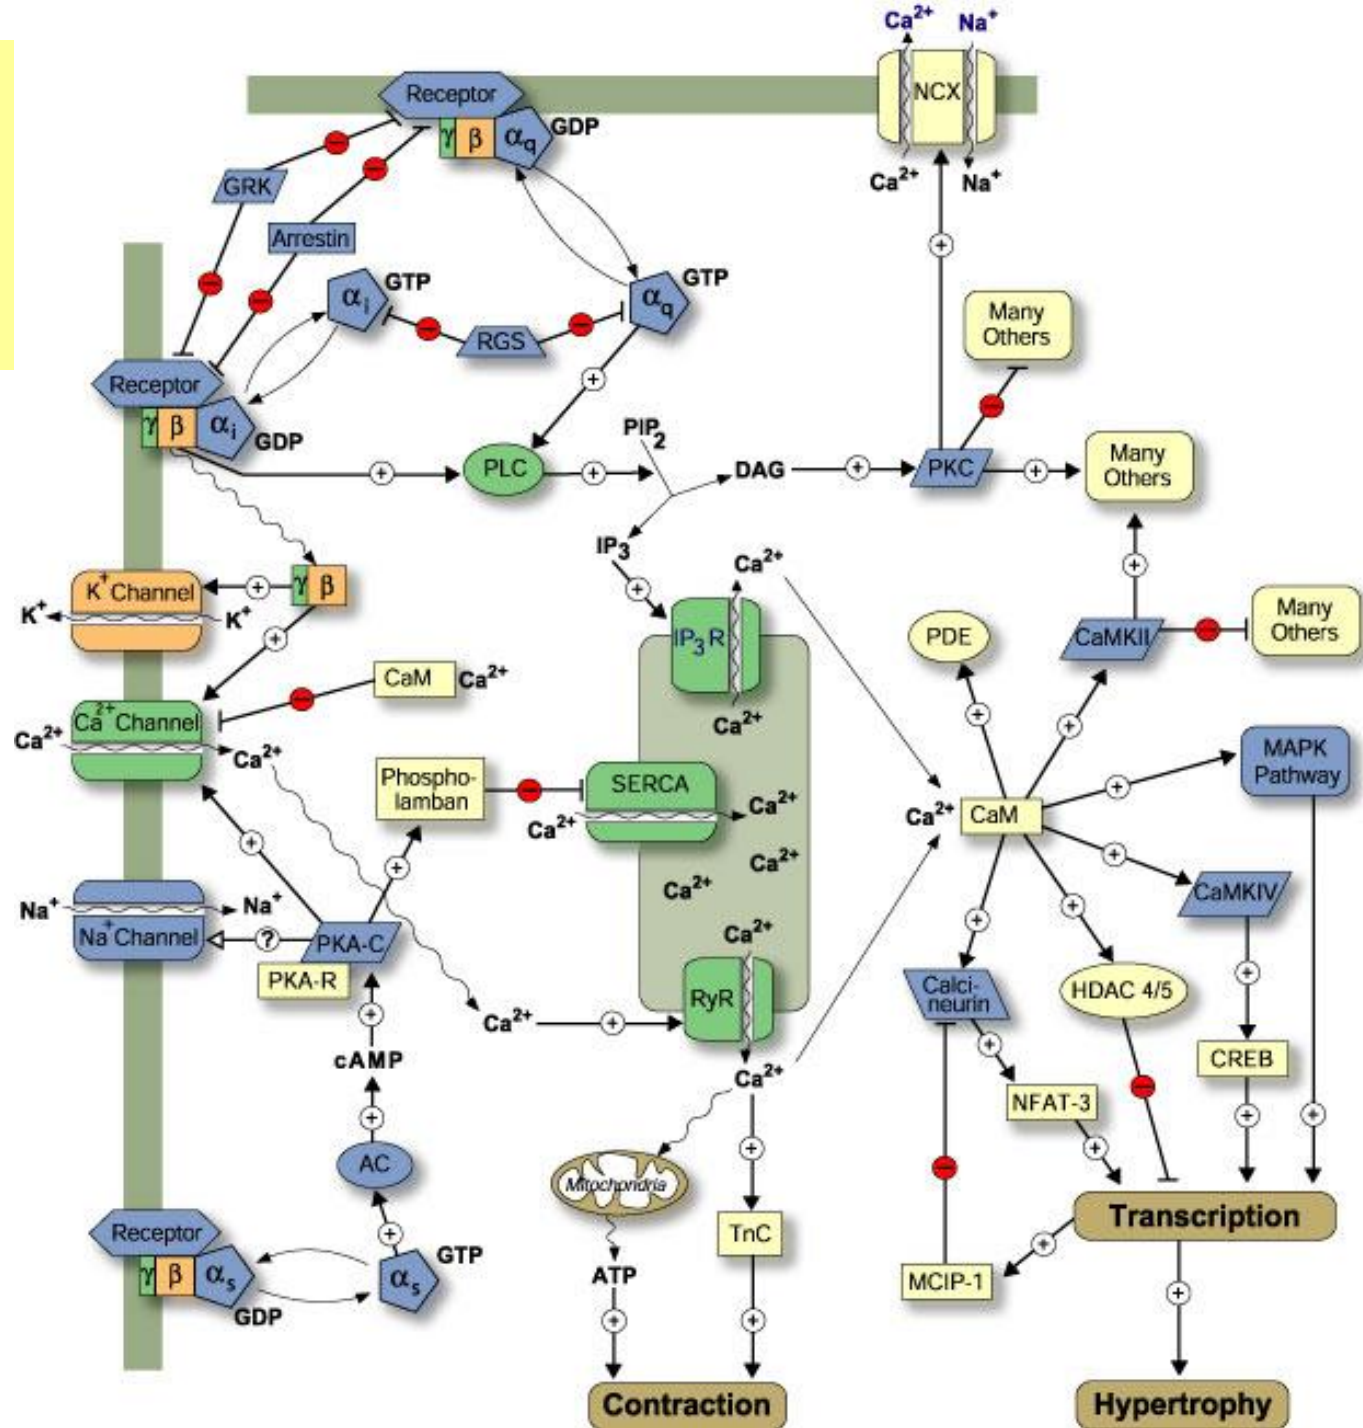 Ca²⁺ Na⁺
NCX
Ca²⁺ Na⁺
Receptor
γ β αq GDP
GRK
Arrestin
αi GTP
αq GTP
RGS
+
Many
Others
Receptor
γ β αi GDP
+
+
PLC
+
PIP₂
DAG
+
PKC
+
Many
Others
IP₃
+
Ca²⁺
+
K⁺ Channel
K⁺ K⁺
+
γ β
+
IP₃R
Ca²⁺
PDE
CaMKII
Many
Others
CaM Ca²⁺
Ca²⁺ Channel
Ca²⁺ Ca²⁺
+
+
Phospho-
lamban
SERCA
Ca²⁺ Ca²⁺
Ca²⁺
Ca²⁺
Ca²⁺ CaM
+
MAPK
Pathway
+
+
+
CaMKIV
Na⁺ Na⁺
Na⁺ Channel
?
PKA-C
PKA-R
+
+
Ca²⁺
RyR
+
+
Calci-
neurin
HDAC 4/5
+
Ca²⁺
+
cAMP
+
CREB
Ca²⁺
+
NFAT-3
+
+
+
AC
+
Mitochondria
TnC
Transcription
Receptor
γ β αs GDP
αs GTP
ATP
+
MCIP-1
+
+
+
Contraction
Hypertrophy